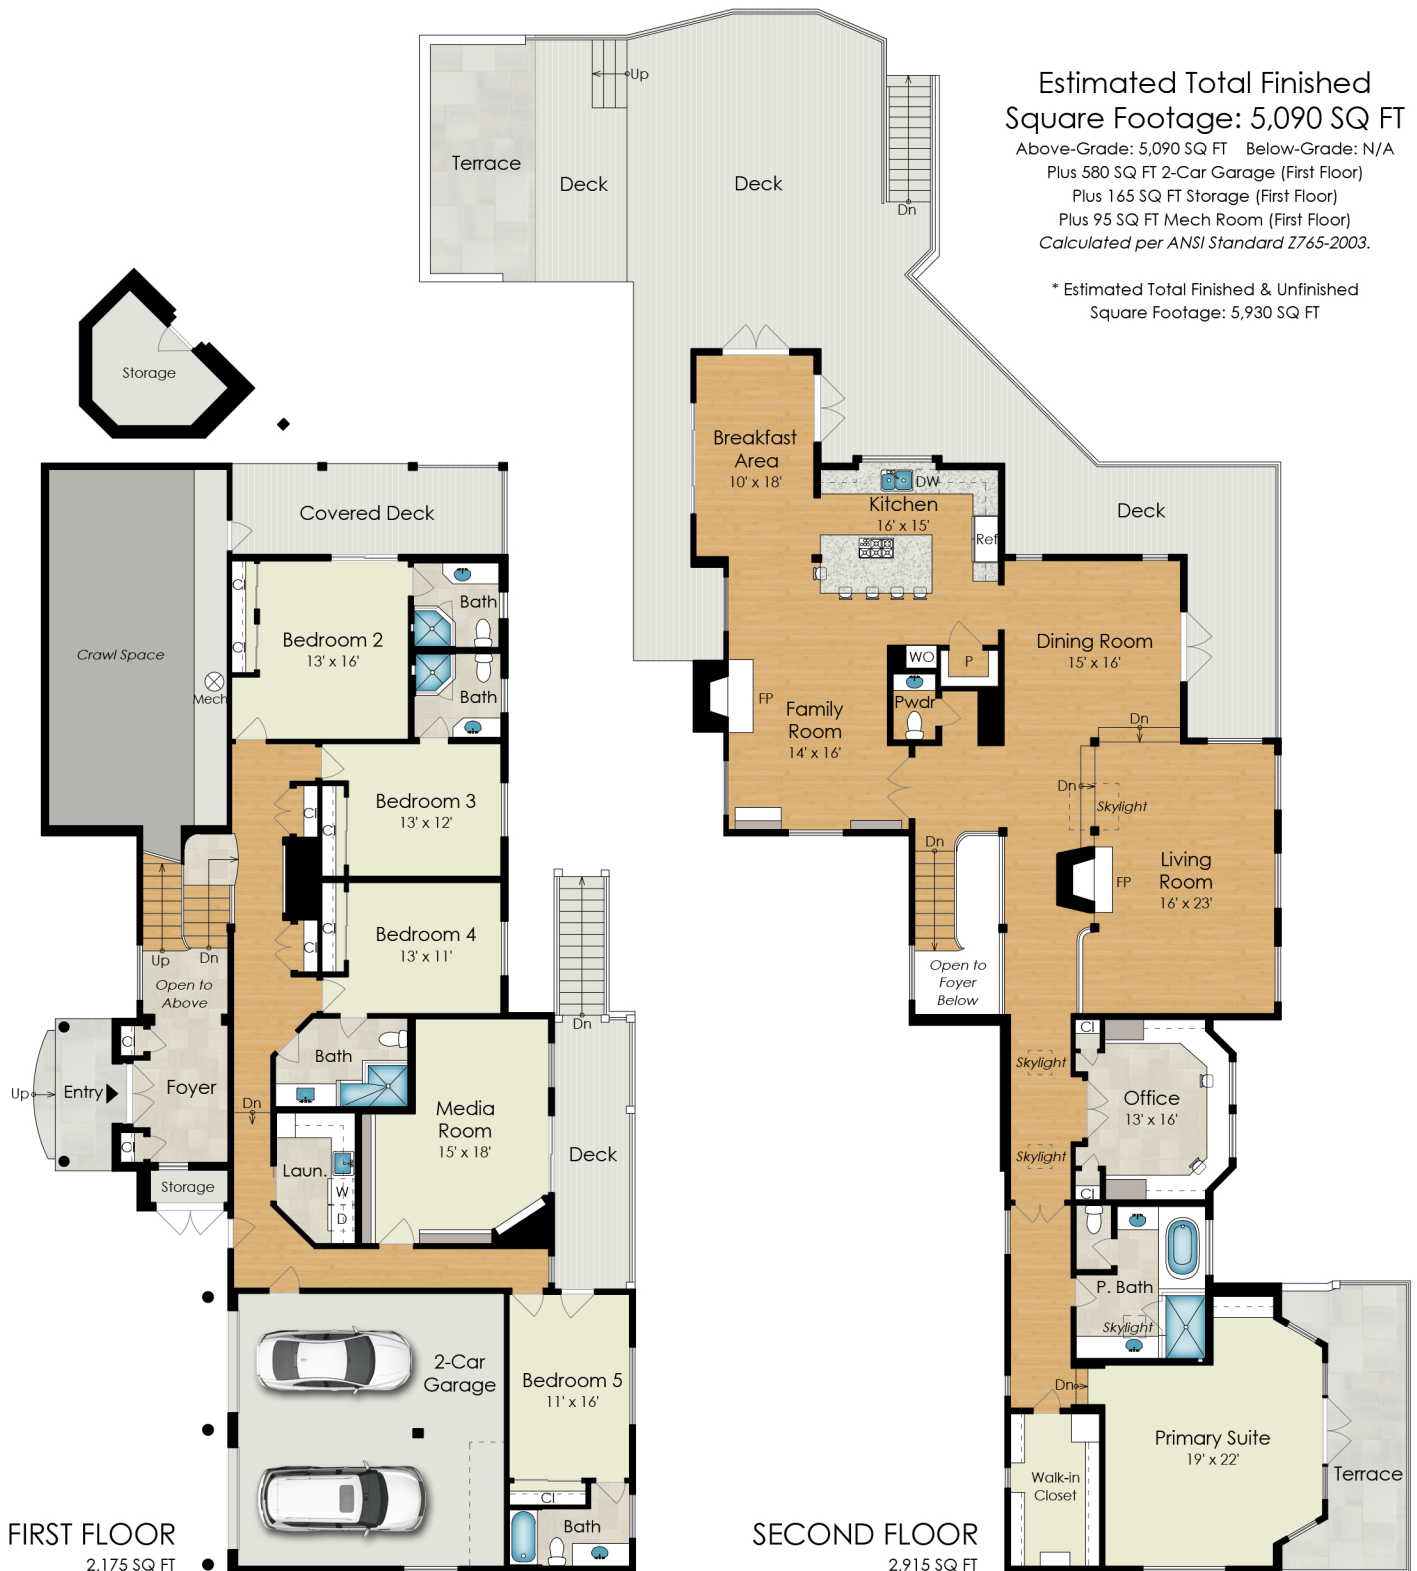 Estimated Total Finished
Square Footage: 5,090 SQ FT
Above-Grade: 5,090 SQ FT Below-Grade: N/A
Plus 580 SQ FT 2-Car Garage (First Floor)
Plus 165 SQ FT Storage (First Floor)
Plus 95 SQ FT Mech Room (First Floor)
Calculated per ANSI Standard Z765-2003.
* Estimated Total Finished & Unfinished
Square Footage: 5,930 SQ FT
Storage
Covered Deck
Crawl Space
Mech
Cl
Cl
Bedroom 2
13' x 16'
Bath
Bath
Bedroom 3
13' x 12'
Cl
Cl
Bedroom 4
13' x 11'
Cl
Cl
Up
Dn
Open to
Above
Up
Entry
Cl
Foyer
Cl
Storage
Bath
Dn
Laun.
W
D
Media
Room
15' x 18'
Dn
Deck
2-Car
Garage
Bedroom 5
11' x 16'
Cl
Bath
FIRST FLOOR
2,175 SQ FT
Terrace
Deck
Up
Deck
Dn
Breakfast
Area
10' x 18'
DW
Kitchen
16' x 15'
Ref
Deck
Dining Room
15' x 16'
WO
P
Pwdr
FP
Family
Room
14' x 16'
Dn
Dn
Skylight
Living
Room
16' x 23'
FP
Dn
Open to
Foyer
Below
Skylight
Cl
Office
13' x 16'
Skylight
Cl
P. Bath
Skylight
Dn
Primary Suite
19' x 22'
Walk-in
Closet
Terrace
SECOND FLOOR
2,915 SQ FT